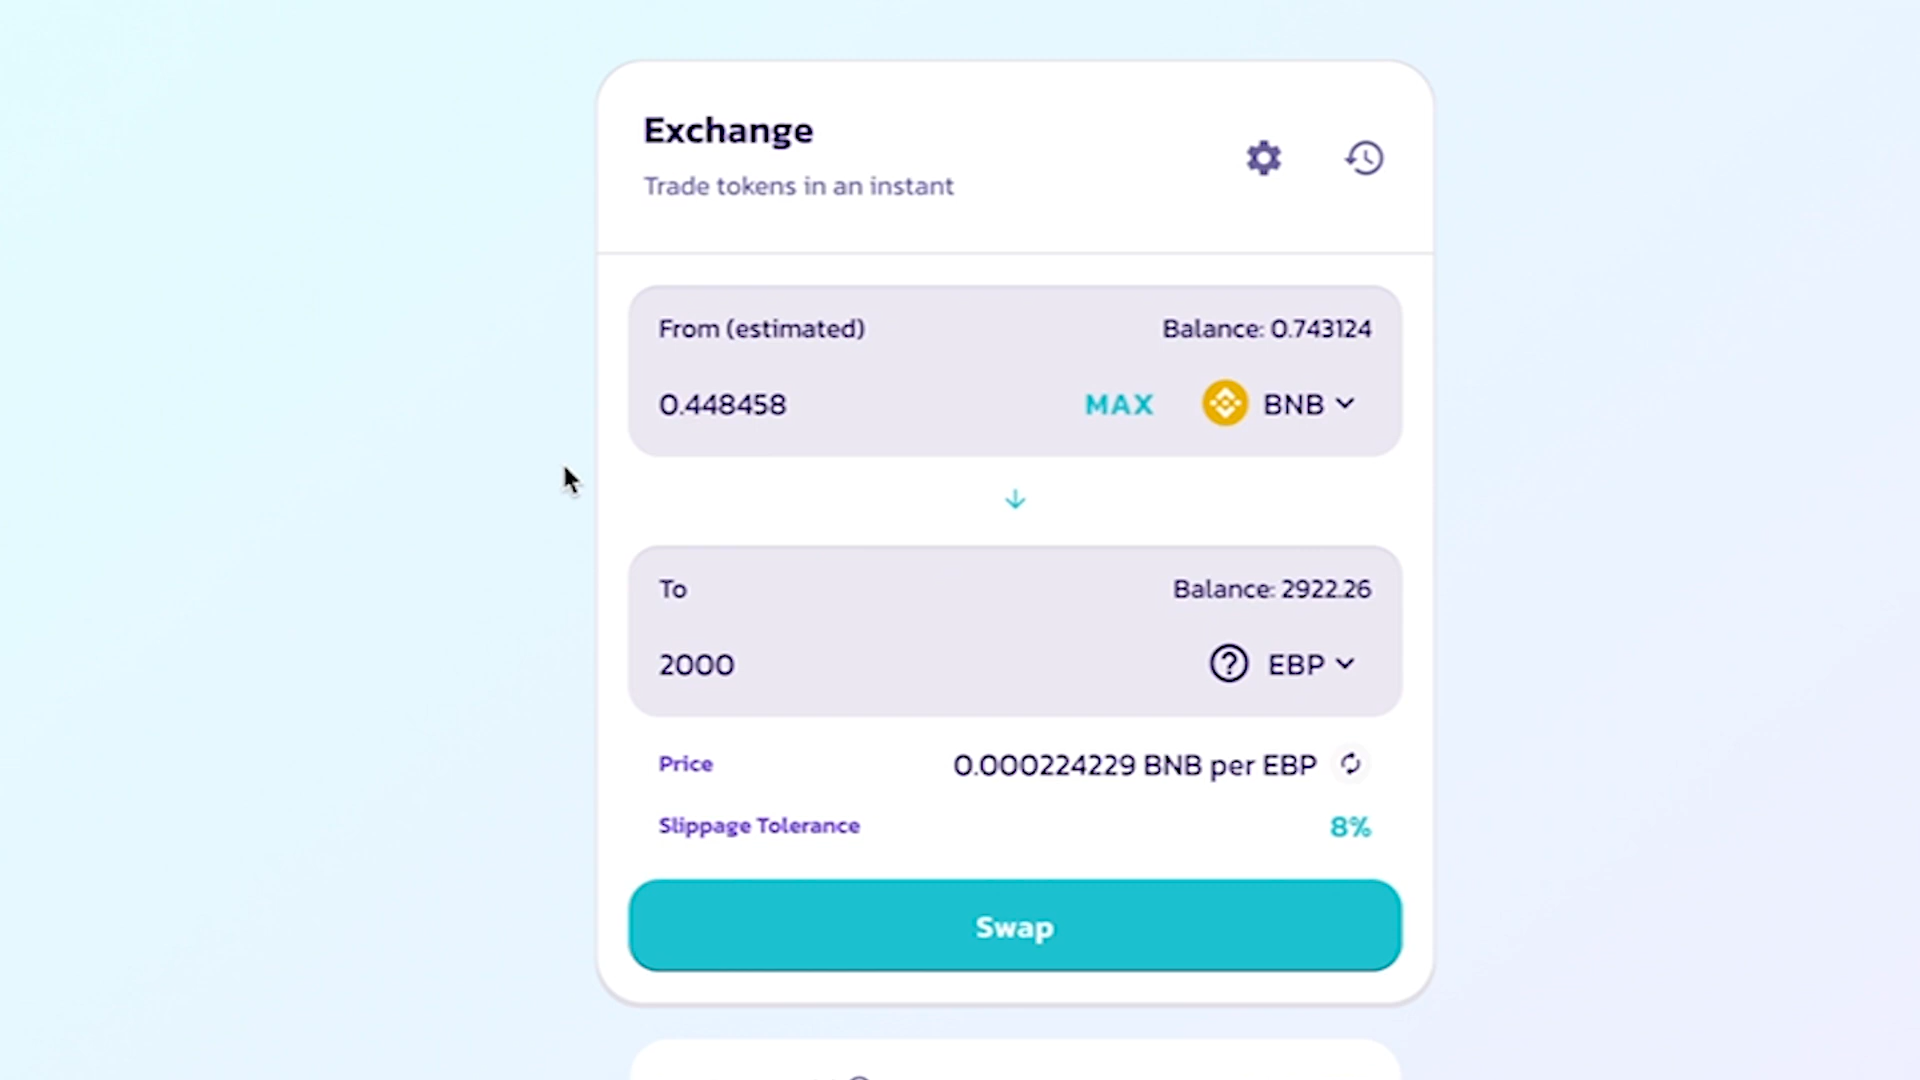 Exchange
Trade tokens in an instant
From (estimated) Balance: 0.743124
0.448458 MAX BNB
To Balance: 2922.26
2000 EBP
Price 0.000224229 BNB per EBP
Slippage Tolerance 8%
Swap